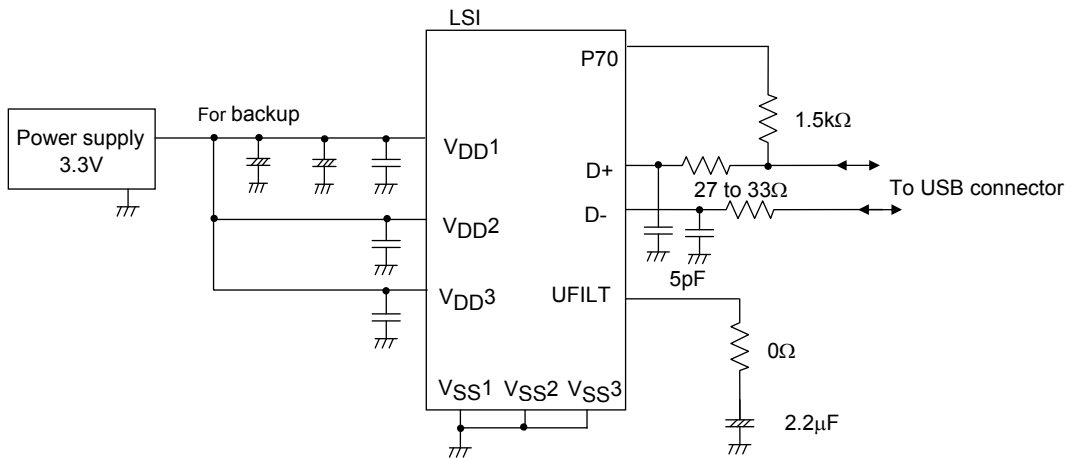 LSI
P70
For backup
Power supply
3.3V
1.5kΩ
VDD1
D+
27 to 33Ω
To USB connector
VDD2
D-
5pF
VDD3
UFILT
0Ω
VSS1 VSS2 VSS3
2.2μF